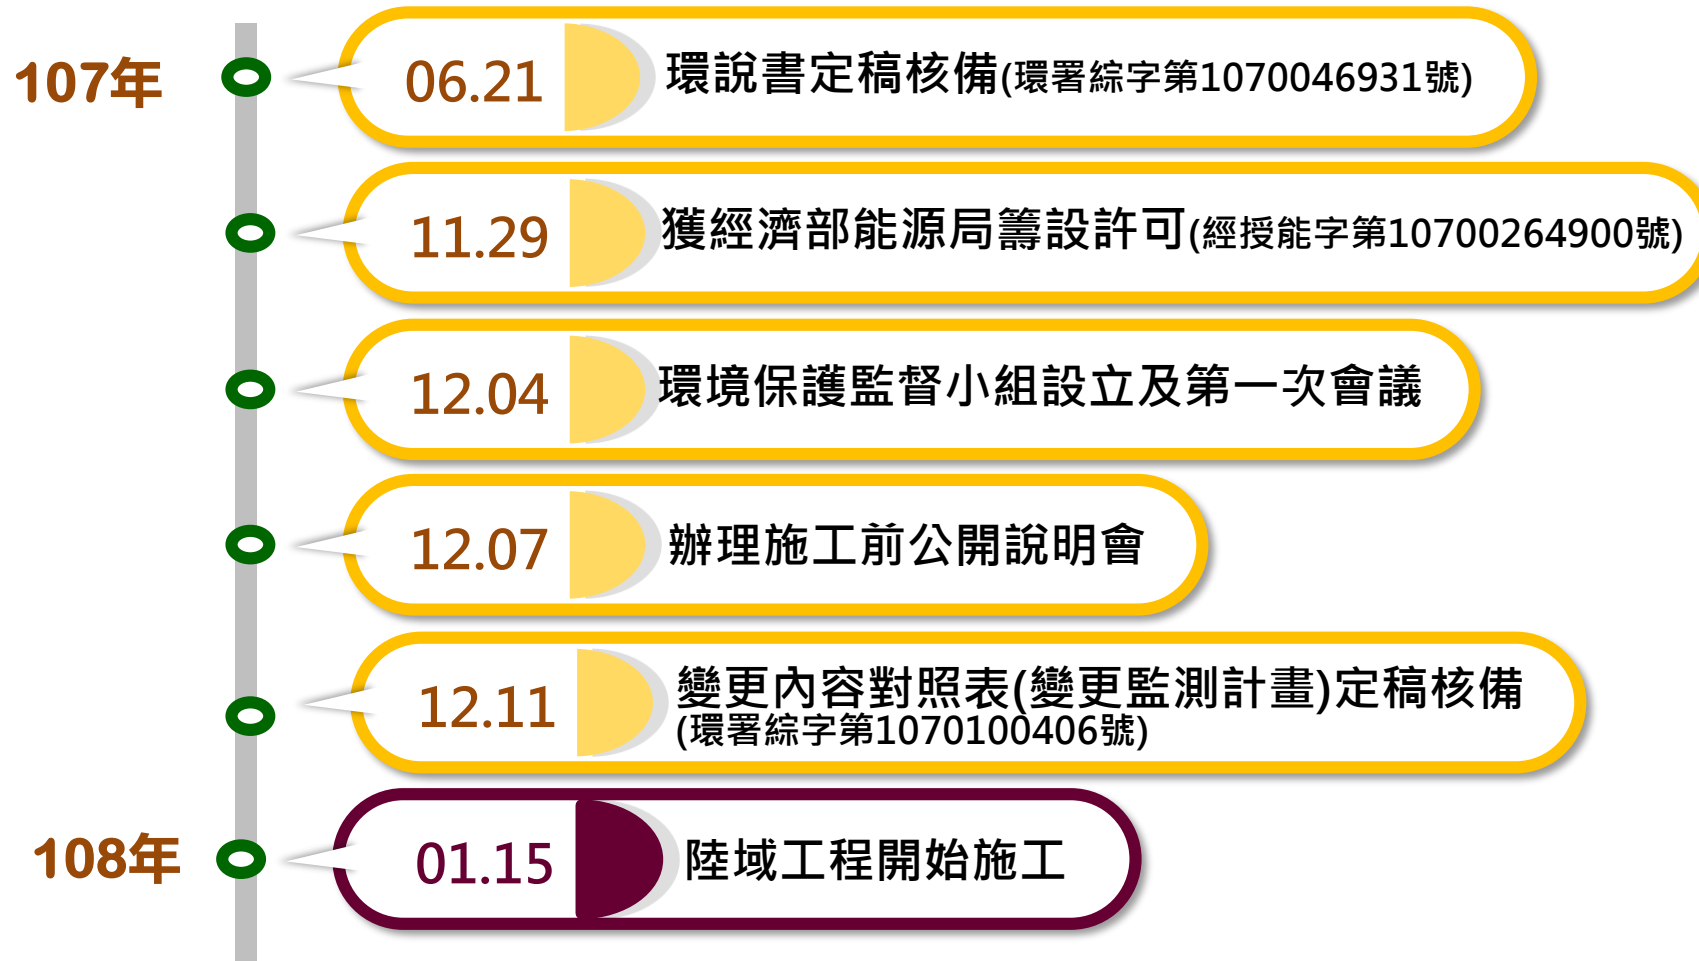 107年
06.21
環說書定稿核備(環署綜字第1070046931號)
11.29
獲經濟部能源局籌設許可(經授能字第10700264900號)
12.04
環境保護監督小組設立及第一次會議
12.07
辦理施工前公開說明會
12.11
變更內容對照表(變更監測計畫)定稿核備
(環署綜字第1070100406號)
108年
01.15
陸域工程開始施工